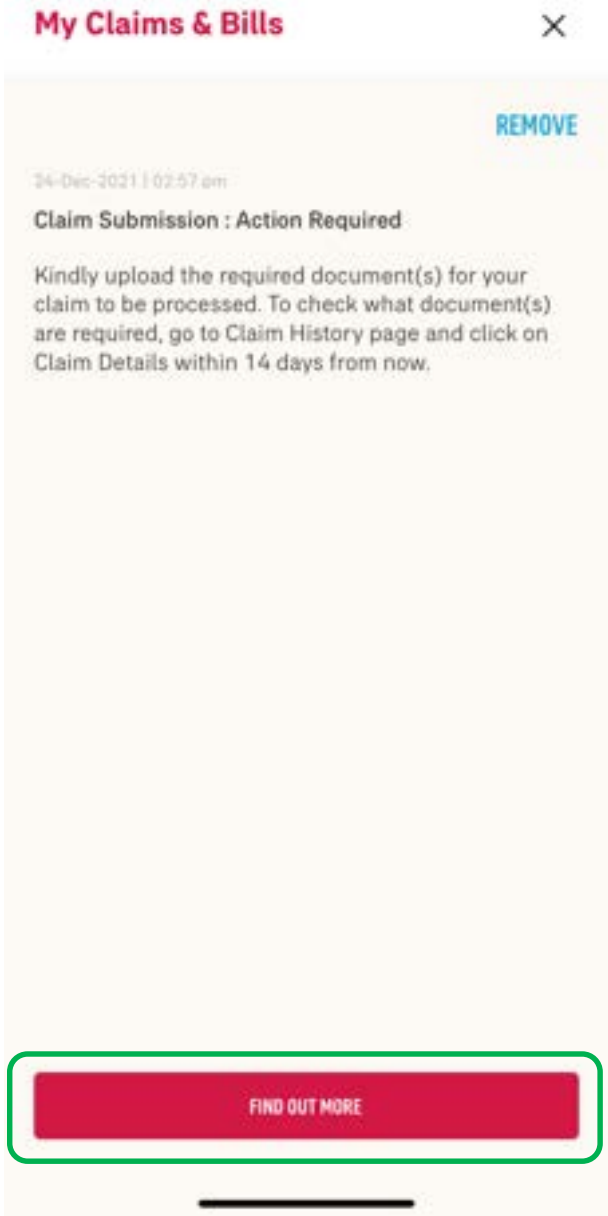 My Claims & Bills
REMOVE
24-Dec-2021 | 02:57 pm
Claim Submission : Action Required
Kindly upload the required document(s) for your
claim to be processed. To check what document(s)
are required, go to Claim History page and click on
Claim Details within 14 days from now.
FIND OUT MORE